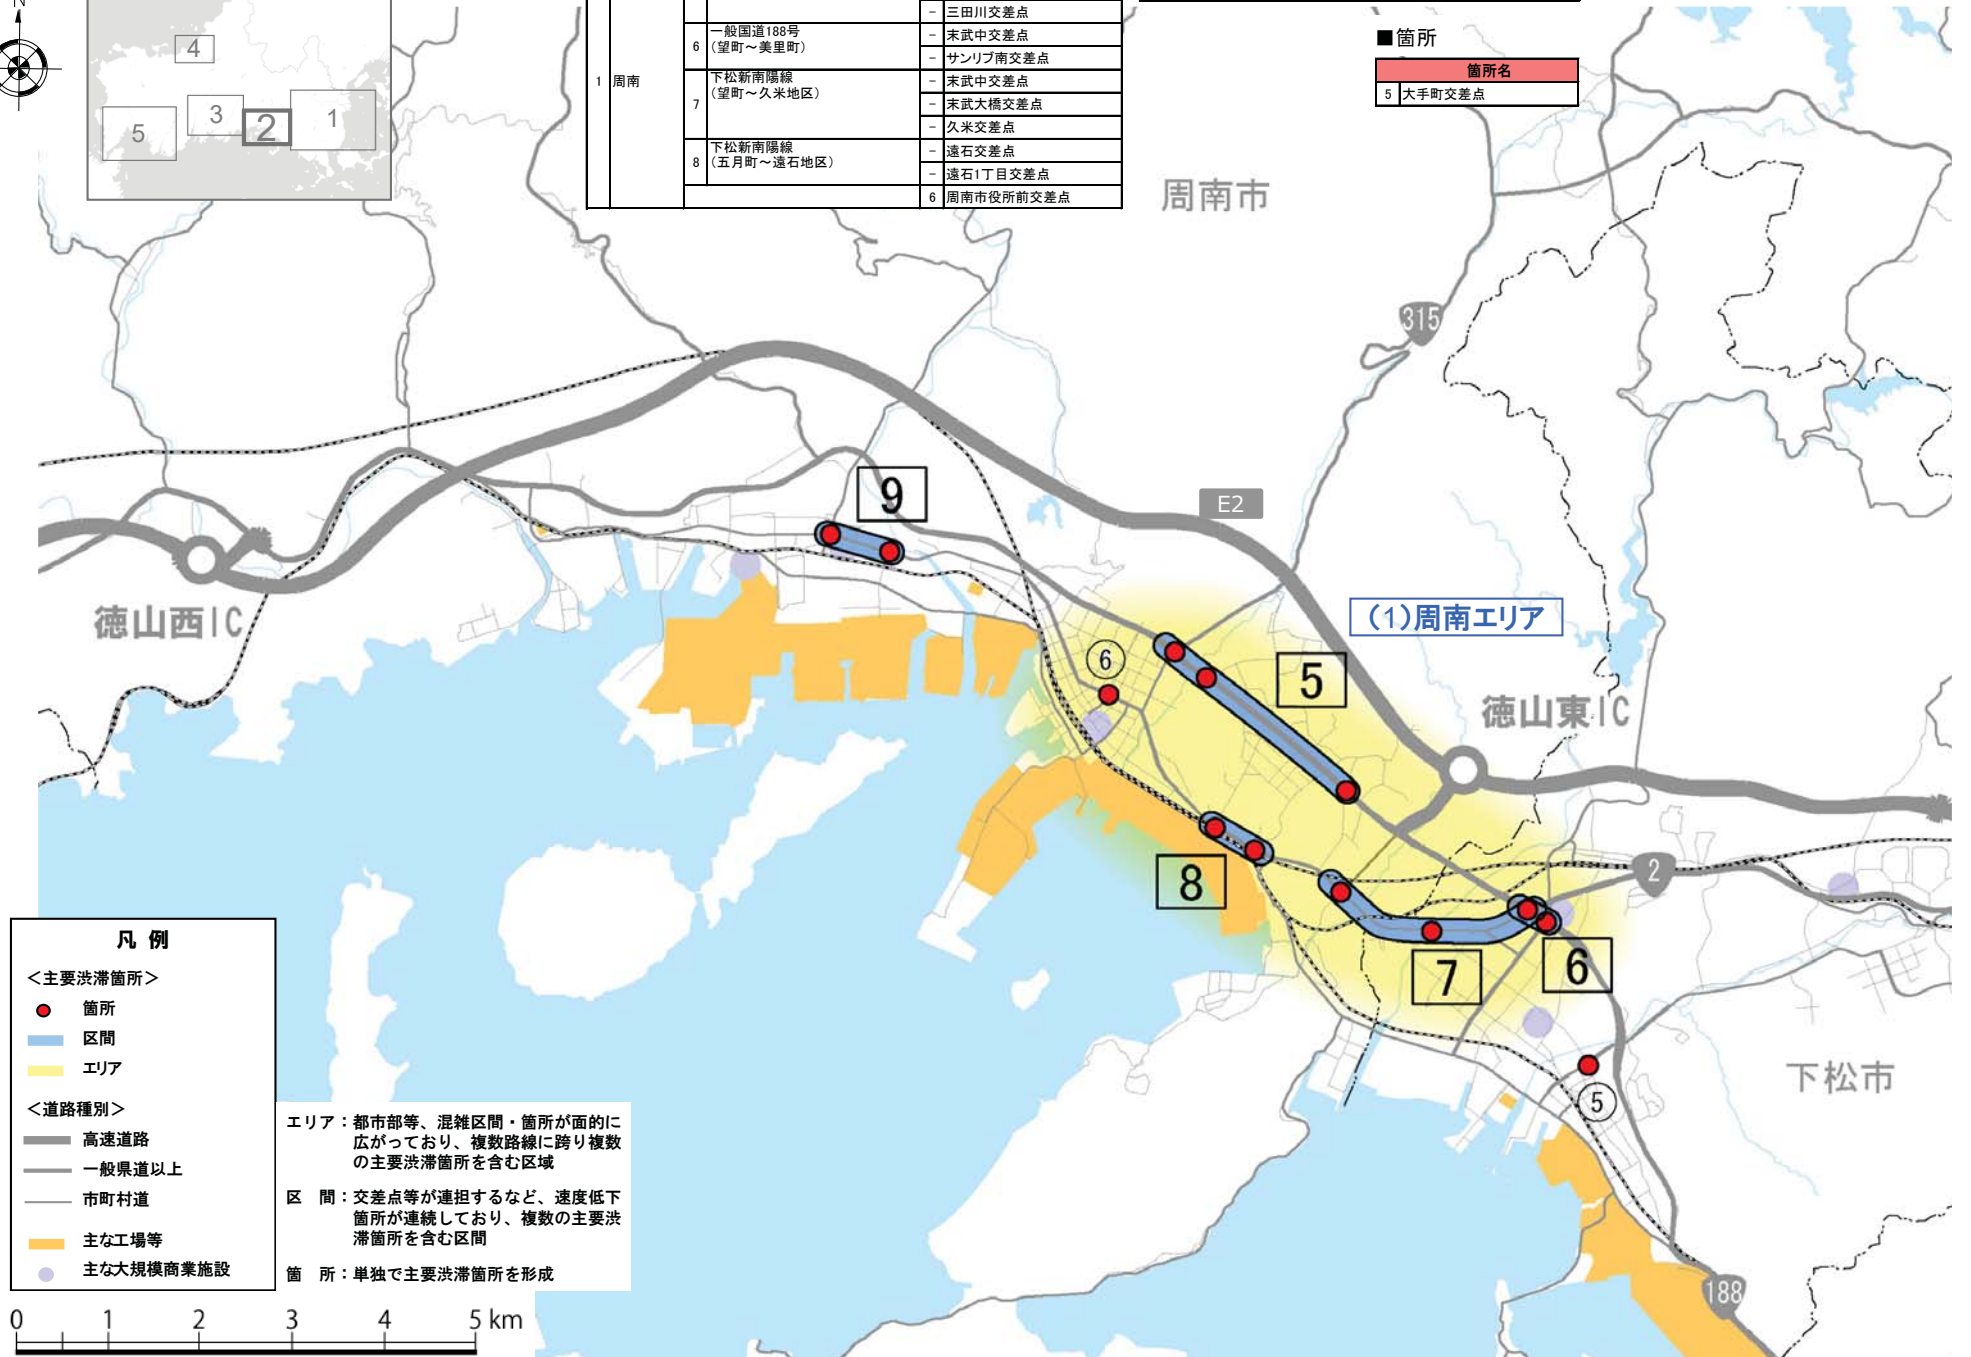 N
4
5
3
2
1
1 周南
- 三田川交差点
6 一般国道188号
(望町～美里町)
- 末武中交差点
- サンリブ南交差点
7 下松新南陽線
(望町～久米地区)
- 末武中交差点
- 末武大橋交差点
- 久米交差点
8 下松新南陽線
(五月町～遠石地区)
- 遠石交差点
- 遠石1丁目交差点
6 周南市役所前交差点
■箇所
箇所名
5 大手町交差点
周南市
315
E2
9
徳山西IC
(1)周南エリア
6
5
徳山東IC
8
2
7
6
5
下松市
188
凡 例
<主要渋滞箇所>
箇所
区間
エリア
<道路種別>
高速道路
一般県道以上
市町村道
主な工場等
主な大規模商業施設
エリア：都市部等、混雑区間・箇所が面的に
広がっており、複数路線に跨り複数
の主要渋滞箇所を含む区域
区　間：交差点等が連担するなど、速度低下
箇所が連続しており、複数の主要渋
滞箇所を含む区間
箇　所：単独で主要渋滞箇所を形成
0 1 2 3 4 5 km